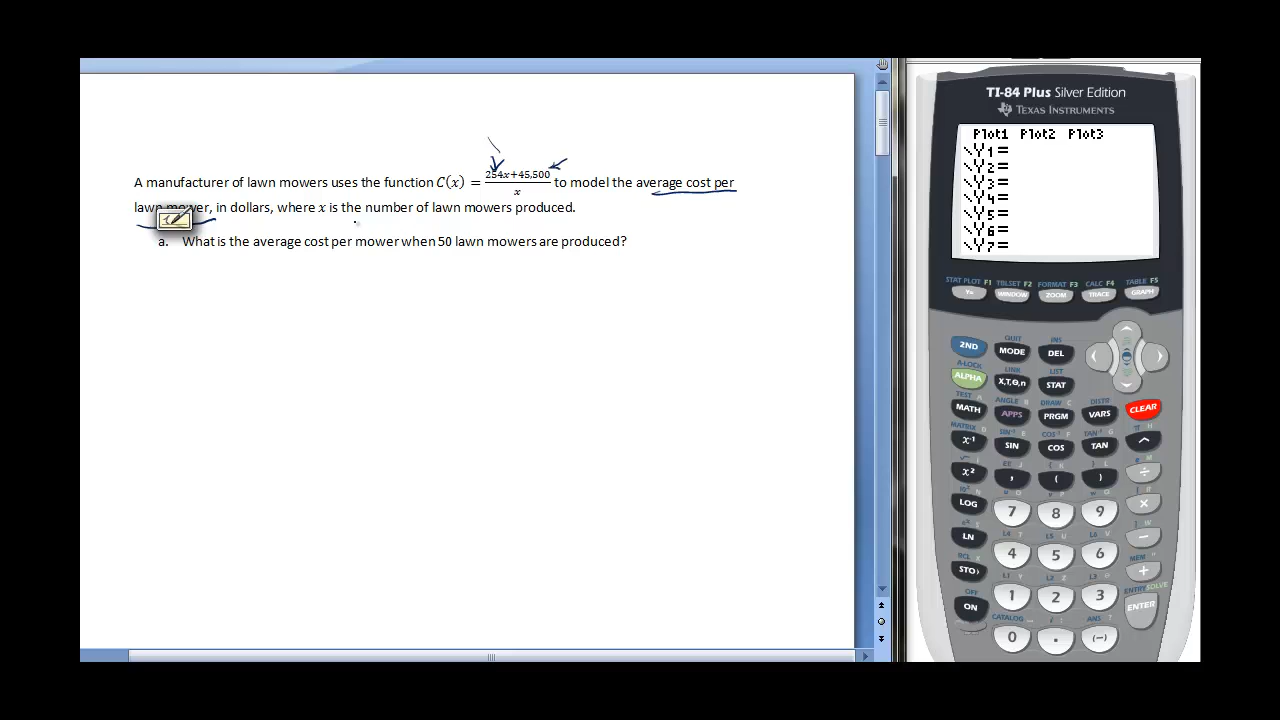 A manufacturer of lawn mowers uses the function C(x) = (254x+45,500)/x to model the average cost per
lawn mower, in dollars, where x is the number of lawn mowers produced.
a. What is the average cost per mower when 50 lawn mowers are produced?
TI-84 Plus Silver Edition
TEXAS INSTRUMENTS
Plot1 Plot2 Plot3
\Y1=
\Y2=
\Y3=
\Y4=
\Y5=
\Y6=
\Y7=
STAT PLOT F1 TBLSET F2 FORMAT F3 CALC F4 TABLE F5
Y= WINDOW ZOOM TRACE GRAPH
QUIT INS
2ND MODE DEL
A-LOCK LINK LIST
ALPHA X,T,Θ,n STAT
TEST A ANGLE B DRAW C DISTR
MATH APPS PRGM VARS CLEAR
MATRIX D SIN⁻¹ E COS⁻¹ F TAN⁻¹ G π H
x⁻¹ SIN COS TAN ^
√ I EE J { K } L e M
x² , ( ) ÷
10ˣ N u O v P w Q [ R
LOG 7 8 9 ×
eˣ S L4 T L5 U L6 V ] W
LN 4 5 6 −
RCL X L1 Y L2 Z L3 θ MEM "
STO› 1 2 3 +
OFF CATALOG i : ANS ? ENTRY SOLVE
ON 0 . (−) ENTER